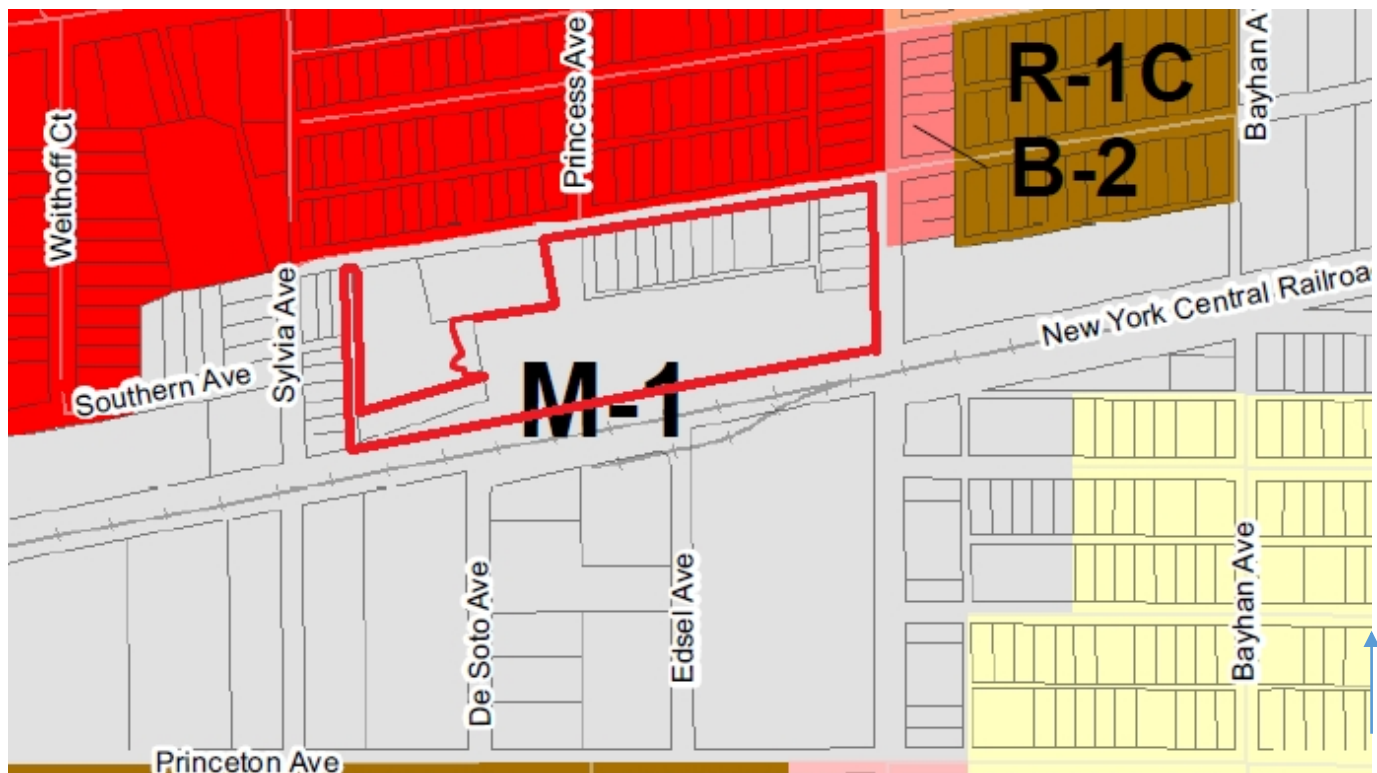 Weithoff Ct
Princess Ave
R-1C
B-2
Bayhan A
Sylvia Ave
Southern Ave
New York Central Railroa
M-1
De Soto Ave
Edsel Ave
Bayhan Ave
Princeton Ave